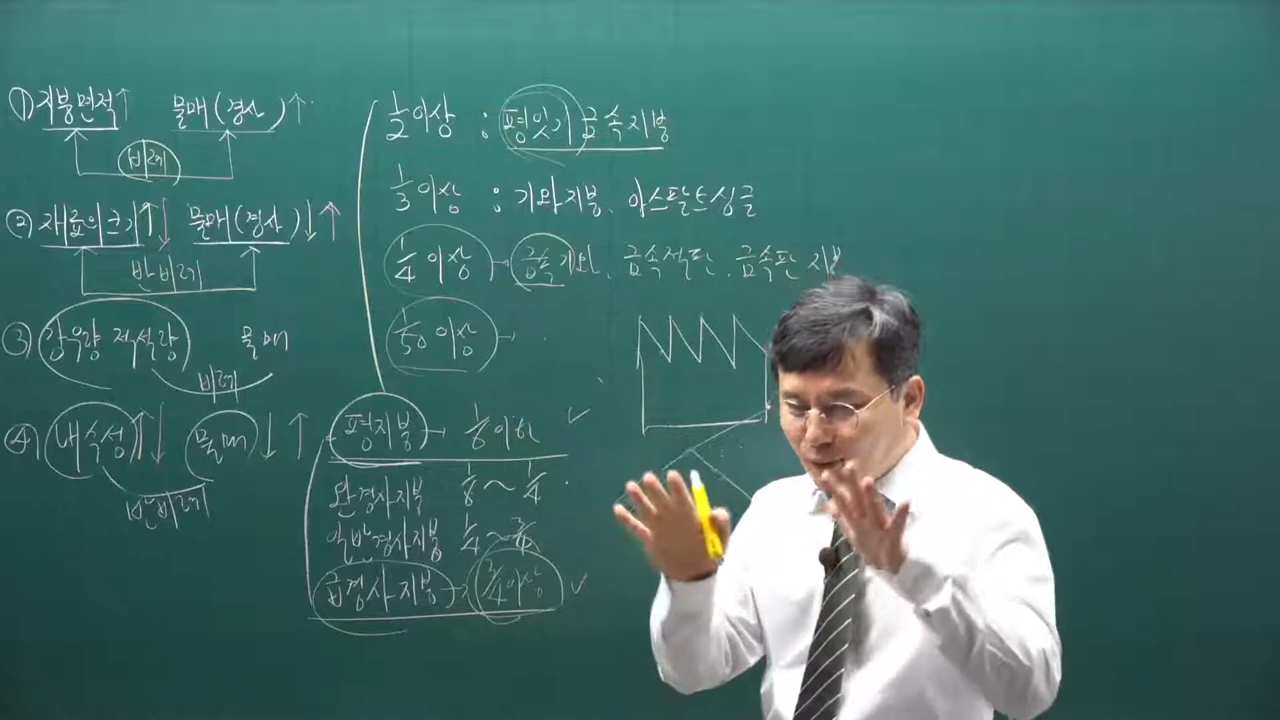 ① 지붕면적↑ 물매(경사)↑
비례
② 재료의크기↑↓ 물매(경사)↓↑
반비례
③ 강우량 적설량 물매
비례
④ 내수성↑↓ 물매↓↑
반비례
1/2 이상 : 평잇기 금속지붕
1/3 이상 : 기와지붕, 아스팔트싱글
1/4 이상 → 금속기와, 금속절판, 금속판 지붕
1/50 이상 →
평지붕 → 1/6 이하 ✓
완경사지붕 1/6 ~ 1/4
일반경사지붕 1/4 ~ 3/4
급경사지붕 → 3/4 이상 ✓